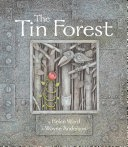 The
Tin Forest
Helen Ward
Wayne Anderson